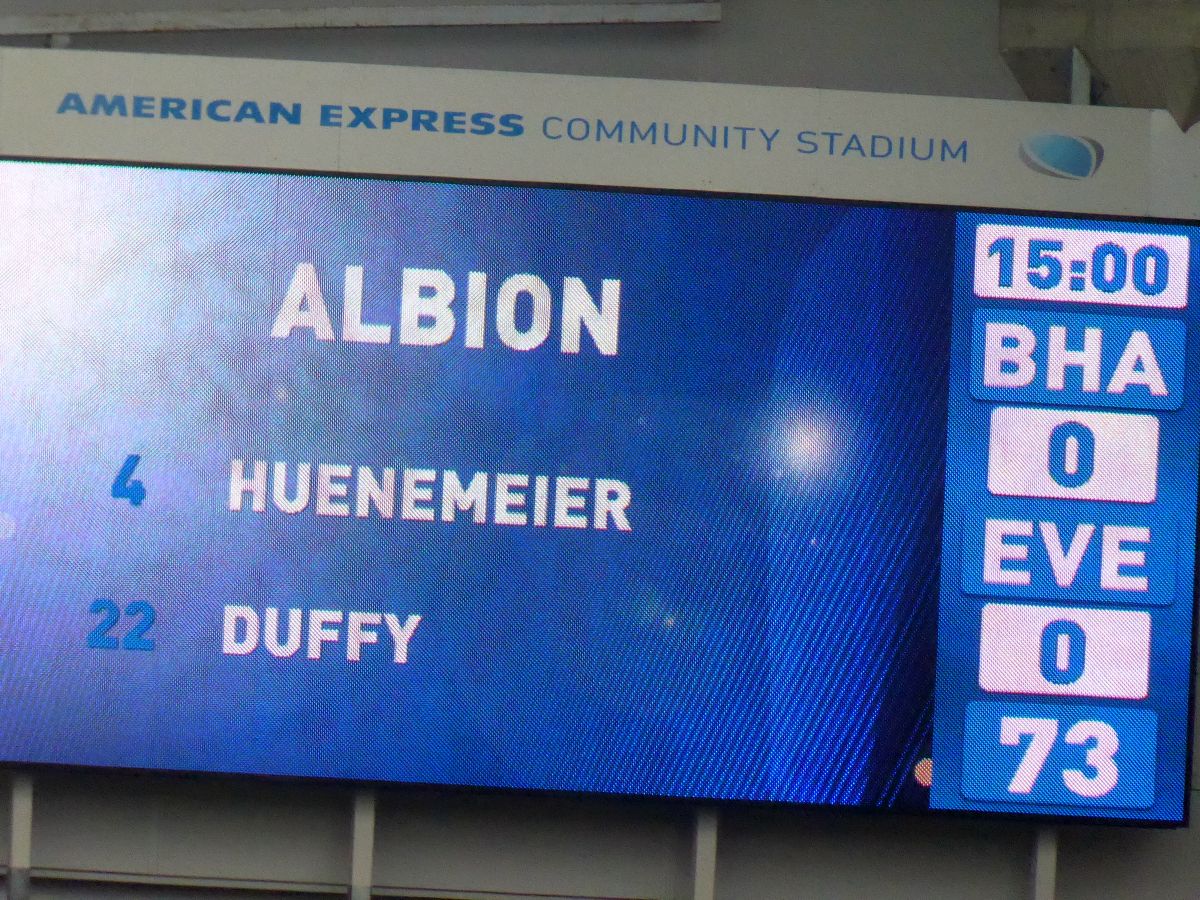 AMERICAN EXPRESS COMMUNITY STADIUM
ALBION
4 HUENEMEIER
22 DUFFY
15:00
BHA
0
EVE
0
73